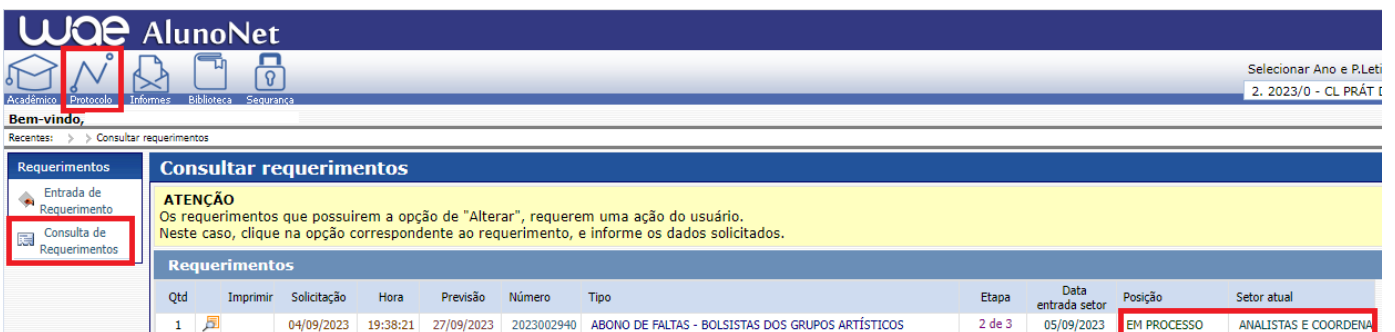 wae AlunoNet
Selecionar Ano e P.Leti
Acadêmico Protocolo Informes Biblioteca Segurança
2. 2023/0 - CL PRÁT D
Bem-vindo,
Recentes: > > Consultar requerimentos
Requerimentos
Entrada de
Requerimento
Consulta de
Requerimentos
Consultar requerimentos
ATENÇÃO
Os requerimentos que possuirem a opção de "Alterar", requerem uma ação do usuário.
Neste caso, clique na opção correspondente ao requerimento, e informe os dados solicitados.
Requerimentos
Qtd Imprimir Solicitação Hora Previsão Número Tipo Etapa Data entrada setor Posição Setor atual
1 04/09/2023 19:38:21 27/09/2023 2023002940 ABONO DE FALTAS - BOLSISTAS DOS GRUPOS ARTÍSTICOS 2 de 3 05/09/2023 EM PROCESSO ANALISTAS E COORDENA